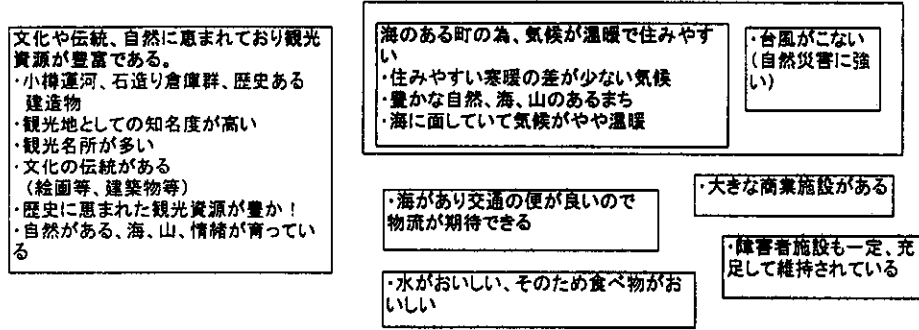 文化や伝統、自然に恵まれており観光
資源が豊富である。
・小樽運河、石造り倉庫群、歴史ある
建造物
・観光地としての知名度が高い
・観光名所が多い
・文化の伝統がある
（絵画等、建築物等）
・歴史に恵まれた観光資源が豊か！
・自然がある、海、山、情緒が育ってい
る
海のある町の為、気候が温暖で住みやす
い
・住みやすい寒暖の差が少ない気候
・豊かな自然、海、山のあるまち
・海に面していて気候がやや温暖
・台風がこない
（自然災害に強
い）
・海があり交通の便が良いので
物流が期待できる
・大きな商業施設がある
・障害者施設も一定、充
足して維持されている
・水がおいしい、そのため食べ物がお
いしい